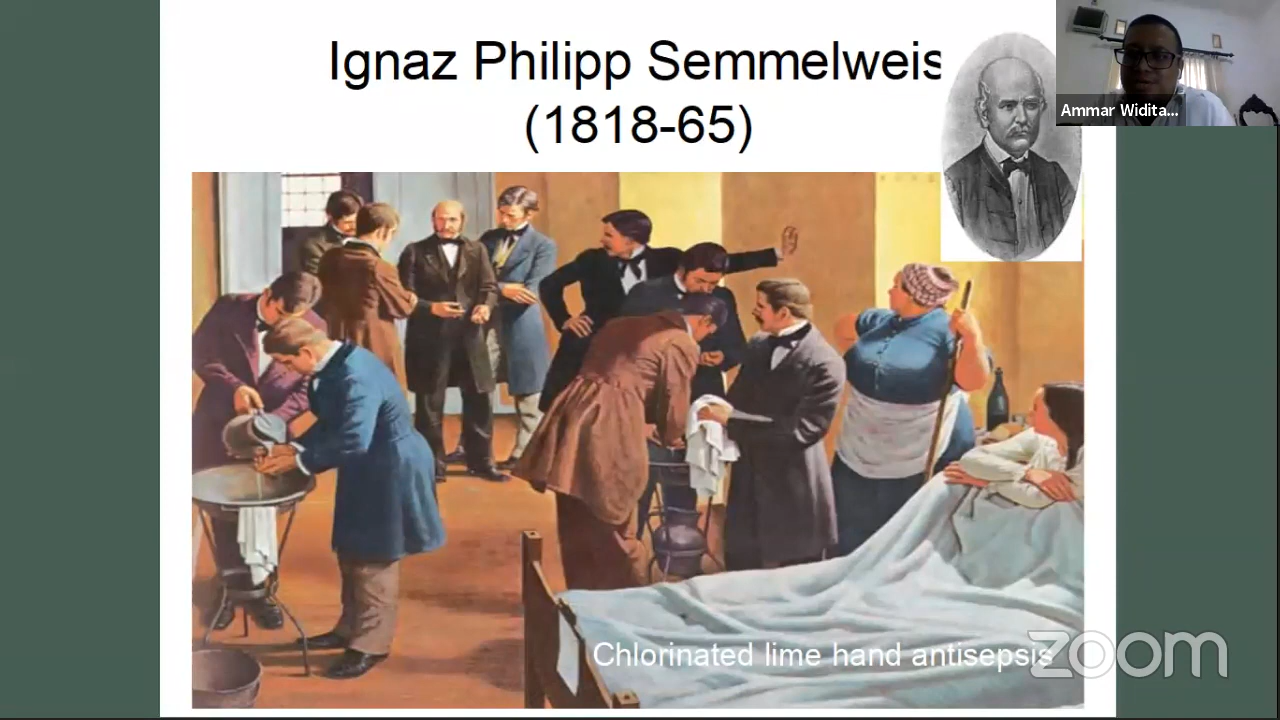 Ignaz Philipp Semmelweis
(1818-65)
Ammar Widita...
Chlorinated lime hand antisepsis
zoom